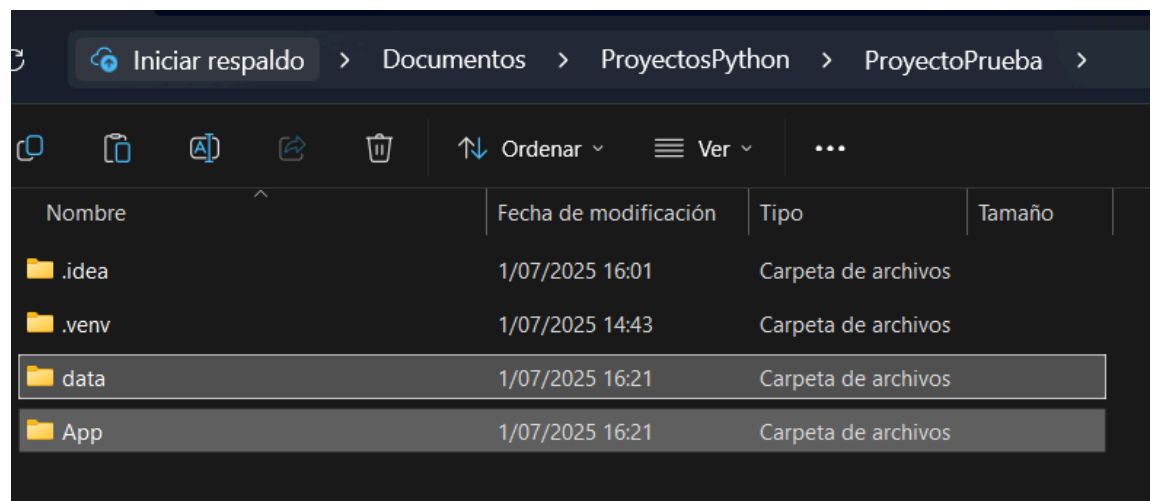 Iniciar respaldo > Documentos > ProyectosPython > ProyectoPrueba >
Ordenar Ver ...
Nombre Fecha de modificación Tipo Tamaño
.idea 1/07/2025 16:01 Carpeta de archivos
.venv 1/07/2025 14:43 Carpeta de archivos
data 1/07/2025 16:21 Carpeta de archivos
App 1/07/2025 16:21 Carpeta de archivos